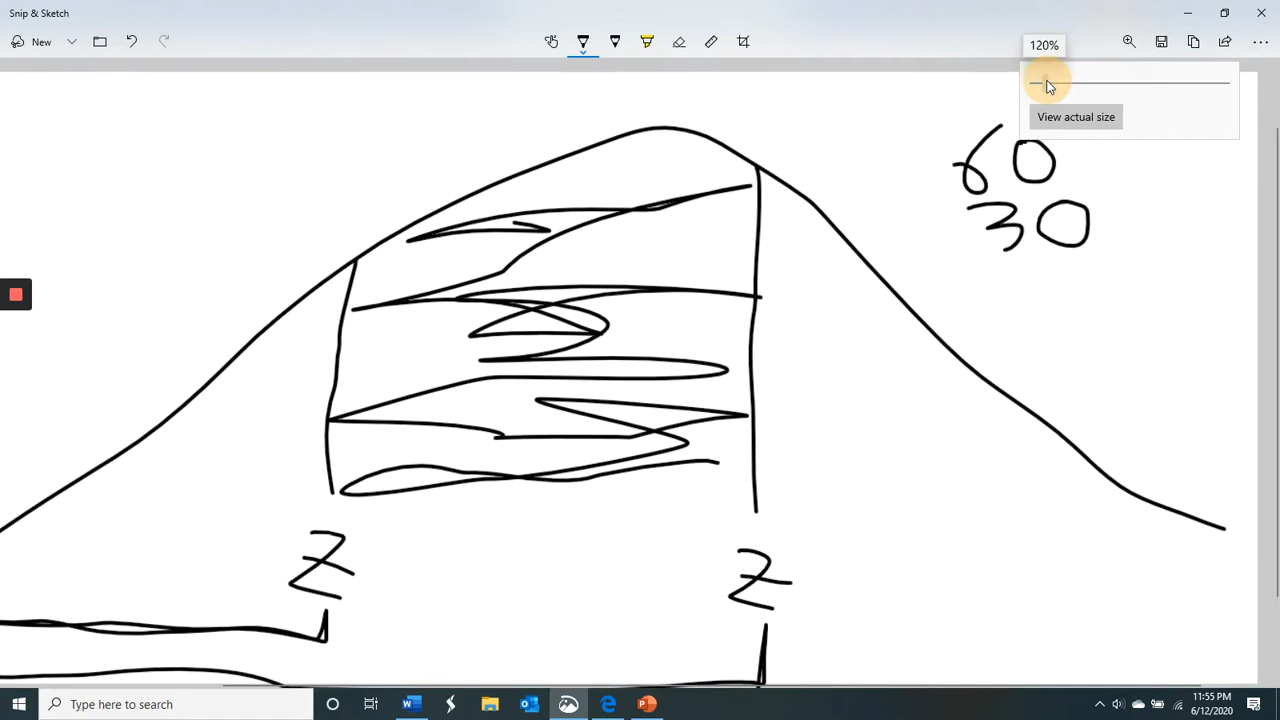 Snip & Sketch
New
120%
View actual size
60
30
Z
Z
Type here to search
11:55 PM
6/12/2020